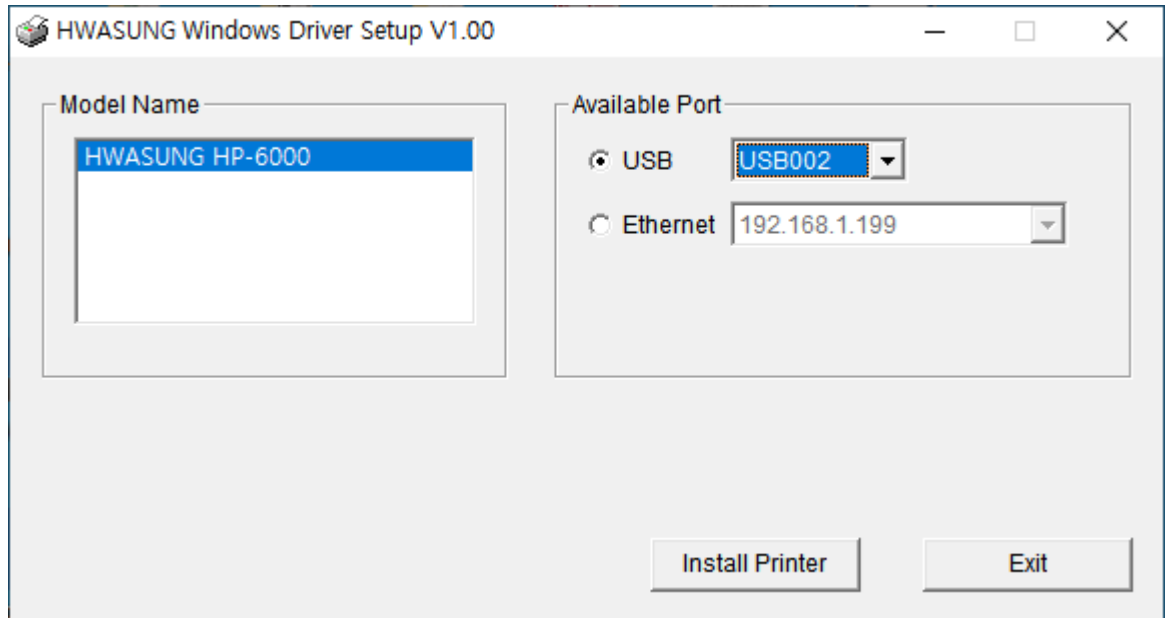 HWASUNG Windows Driver Setup V1.00
Model Name
HWASUNG HP-6000
Available Port
USB USB002
Ethernet 192.168.1.199
Install Printer Exit